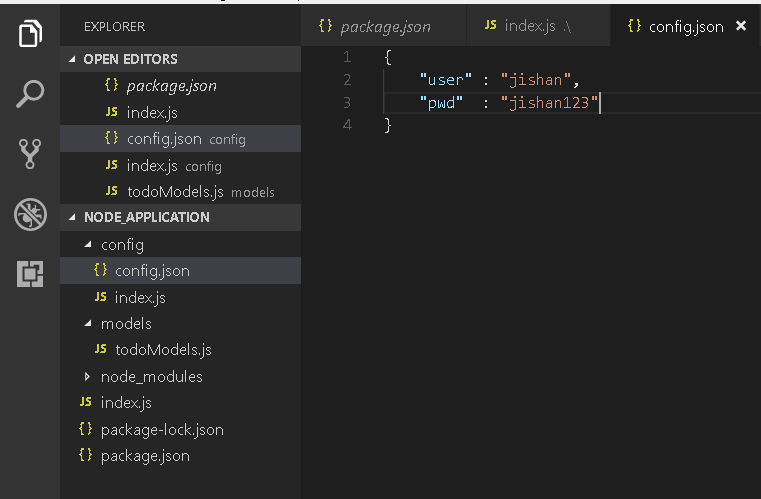 EXPLORER
OPEN EDITORS
{} package.json
JS index.js
{} config.json config
JS index.js config
JS todoModels.js models
NODE_APPLICATION
config
{} config.json
JS index.js
models
JS todoModels.js
node_modules
JS index.js
{} package-lock.json
{} package.json
{} package.json
JS index.js .\
{} config.json ×
1 {
2 "user" : "jishan",
3 "pwd" : "jishan123"
4 }